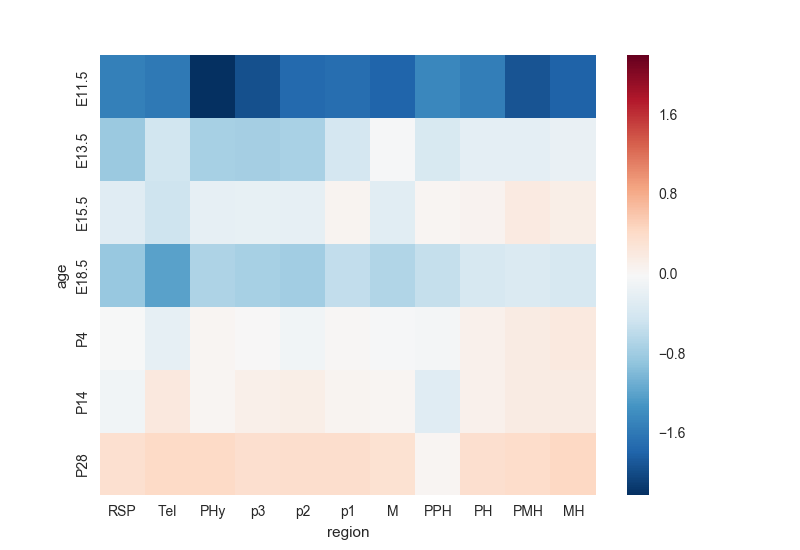 E11.5
E13.5
E15.5
E18.5
P4
P14
P28
age
RSP Tel PHy p3 p2 p1 M PPH PH PMH MH
region
1.6
0.8
0.0
−0.8
−1.6